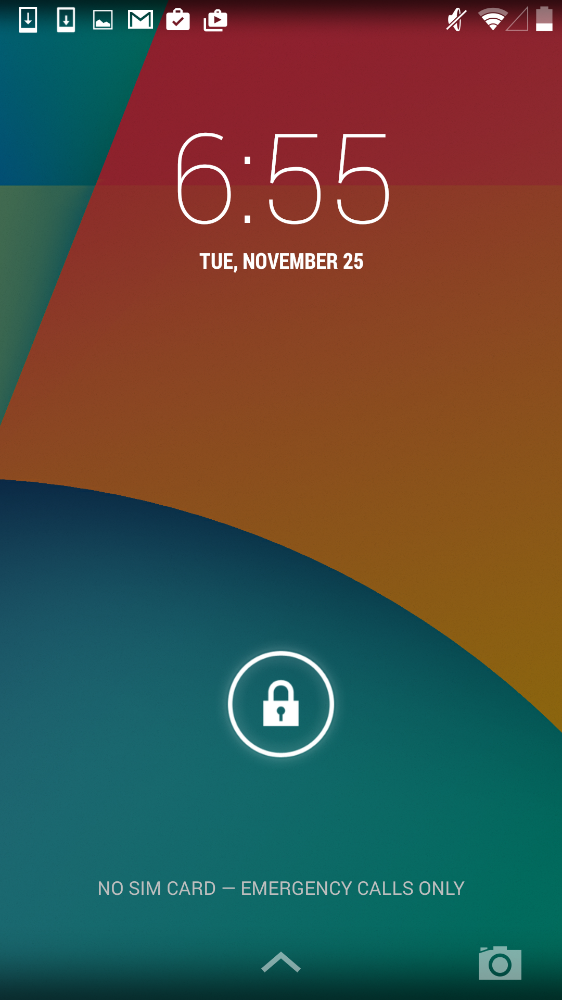 6:55
TUE, NOVEMBER 25
NO SIM CARD — EMERGENCY CALLS ONLY